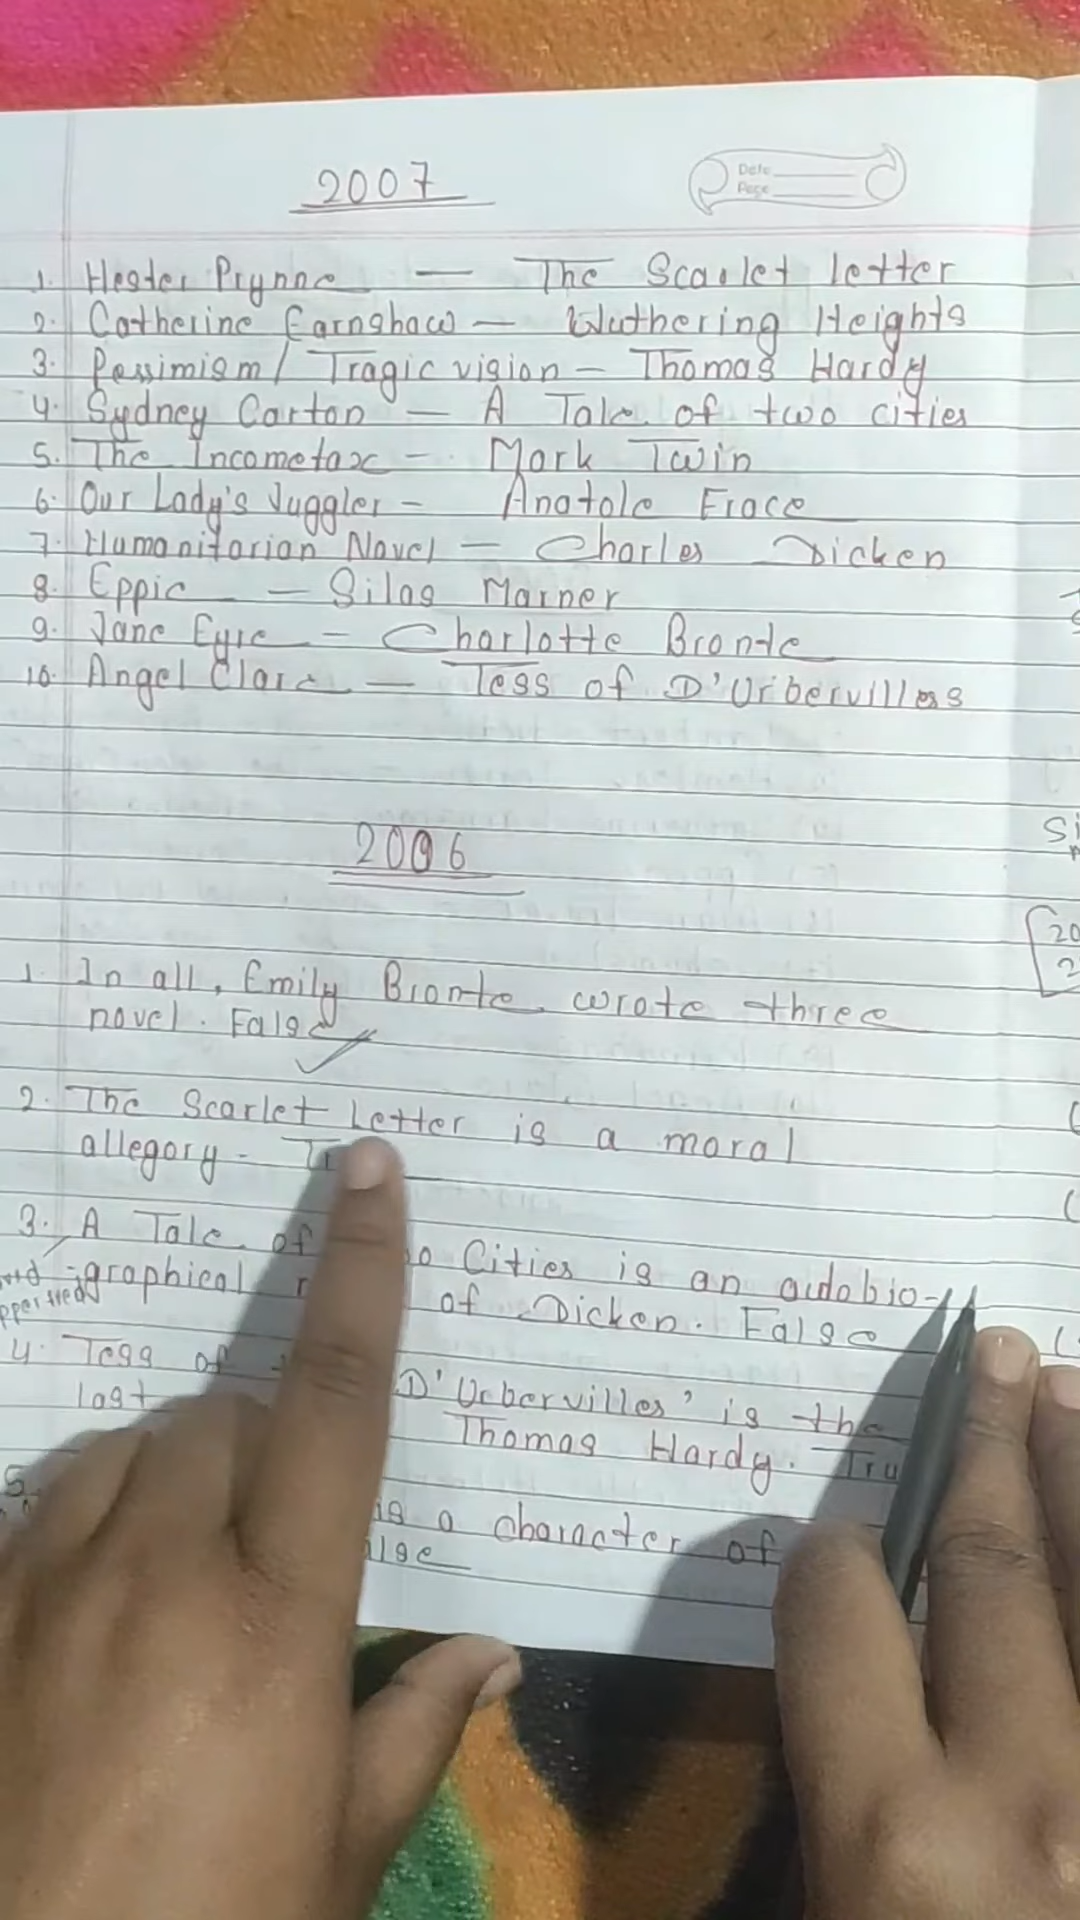 2007
Date
Page
1. Hester Prynne — The Scarlet letter
2. Catherine Earnshaw — Wuthering Heights
3. Pessimism / Tragic vision — Thomas Hardy
4. Sydney Carton — A Tale of two cities
5. The Incometax — Mark Twin
6. Our Lady's Juggler — Anatole Frace
7. Humanitarian Novel — Charles Dicken
8. Eppie — Silas Marner
9. Jane Eyre — Charlotte Bronte
10. Angel Clare — Tess of D'Urbervilles
2006
1. In all, Emily Bronte wrote three
novel. False
2. The Scarlet Letter is a moral
allegory -
3. A Tale of Cities is an autobio-
graphical of Dicken. False
4. Tess of D'Urbervilles' is the
last Thomas Hardy.
5. is a character of